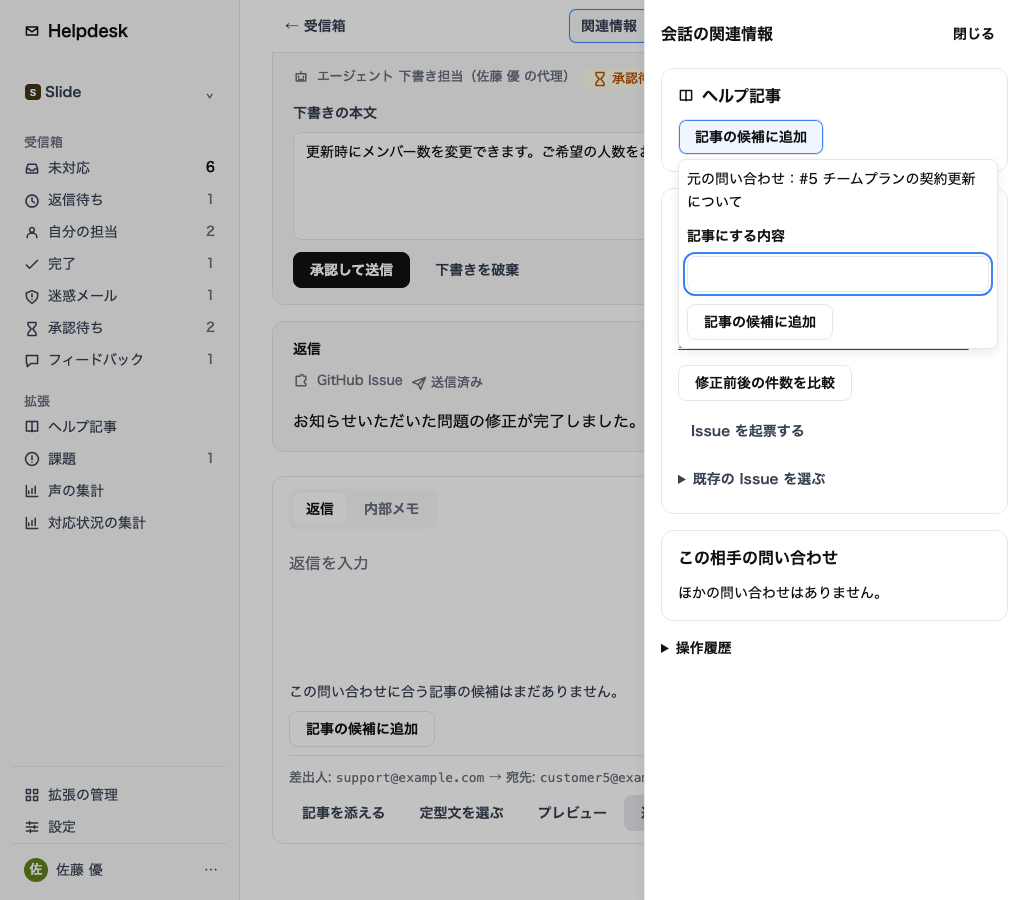 Helpdesk
S Slide
受信箱
未対応 6
返信待ち 1
自分の担当 2
完了 1
迷惑メール 1
承認待ち 2
フィードバック 1
拡張
ヘルプ記事
課題 1
声の集計
対応状況の集計
拡張の管理
設定
佐 佐藤 優 …
← 受信箱
関連情報
エージェント 下書き担当（佐藤 優 の代理）
承認待
下書きの本文
更新時にメンバー数を変更できます。ご希望の人数をお
承認して送信
下書きを破棄
返信
GitHub Issue 送信済み
お知らせいただいた問題の修正が完了しました。
返信
内部メモ
返信を入力
この問い合わせに合う記事の候補はまだありません。
記事の候補に追加
差出人: support@example.com → 宛先: customer5@exam
記事を添える
定型文を選ぶ
プレビュー
会話の関連情報
閉じる
ヘルプ記事
記事の候補に追加
元の問い合わせ：#5 チームプランの契約更新
について
記事にする内容
記事の候補に追加
修正前後の件数を比較
Issue を起票する
▶ 既存の Issue を選ぶ
この相手の問い合わせ
ほかの問い合わせはありません。
▶ 操作履歴